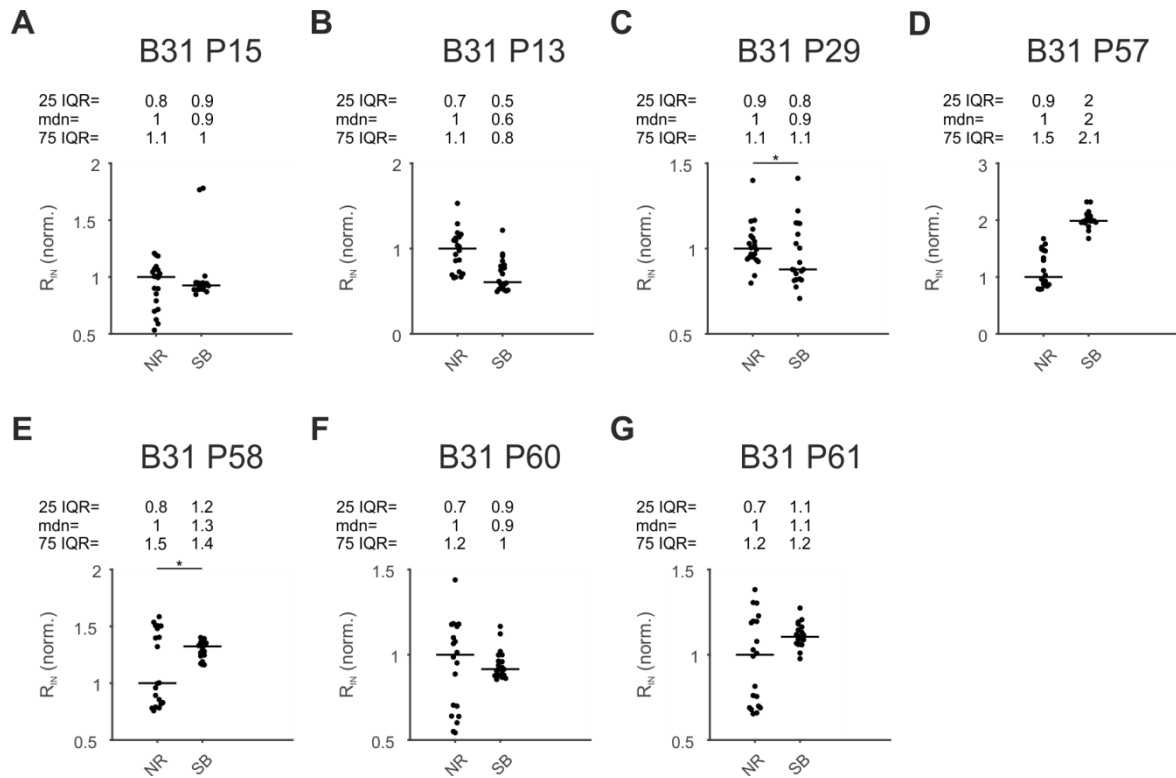 A
B31 P15
25 IQR= 0.8 0.9
mdn= 1 0.9
75 IQR= 1.1 1
2
1.5
1
0.5
R_IN (norm.)
NR SB
B
B31 P13
25 IQR= 0.7 0.5
mdn= 1 0.6
75 IQR= 1.1 0.8
2
1
0
R_IN (norm.)
NR SB
C
B31 P29
25 IQR= 0.9 0.8
mdn= 1 0.9
75 IQR= 1.1 1.1
*
1.5
1
0.5
R_IN (norm.)
NR SB
D
B31 P57
25 IQR= 0.9 2
mdn= 1 2
75 IQR= 1.5 2.1
3
2
1
0
R_IN (norm.)
NR SB
E
B31 P58
25 IQR= 0.8 1.2
mdn= 1 1.3
75 IQR= 1.5 1.4
*
2
1.5
1
0.5
R_IN (norm.)
NR SB
F
B31 P60
25 IQR= 0.7 0.9
mdn= 1 0.9
75 IQR= 1.2 1
1.5
1
0.5
R_IN (norm.)
NR SB
G
B31 P61
25 IQR= 0.7 1.1
mdn= 1 1.1
75 IQR= 1.2 1.2
1.5
1
0.5
R_IN (norm.)
NR SB